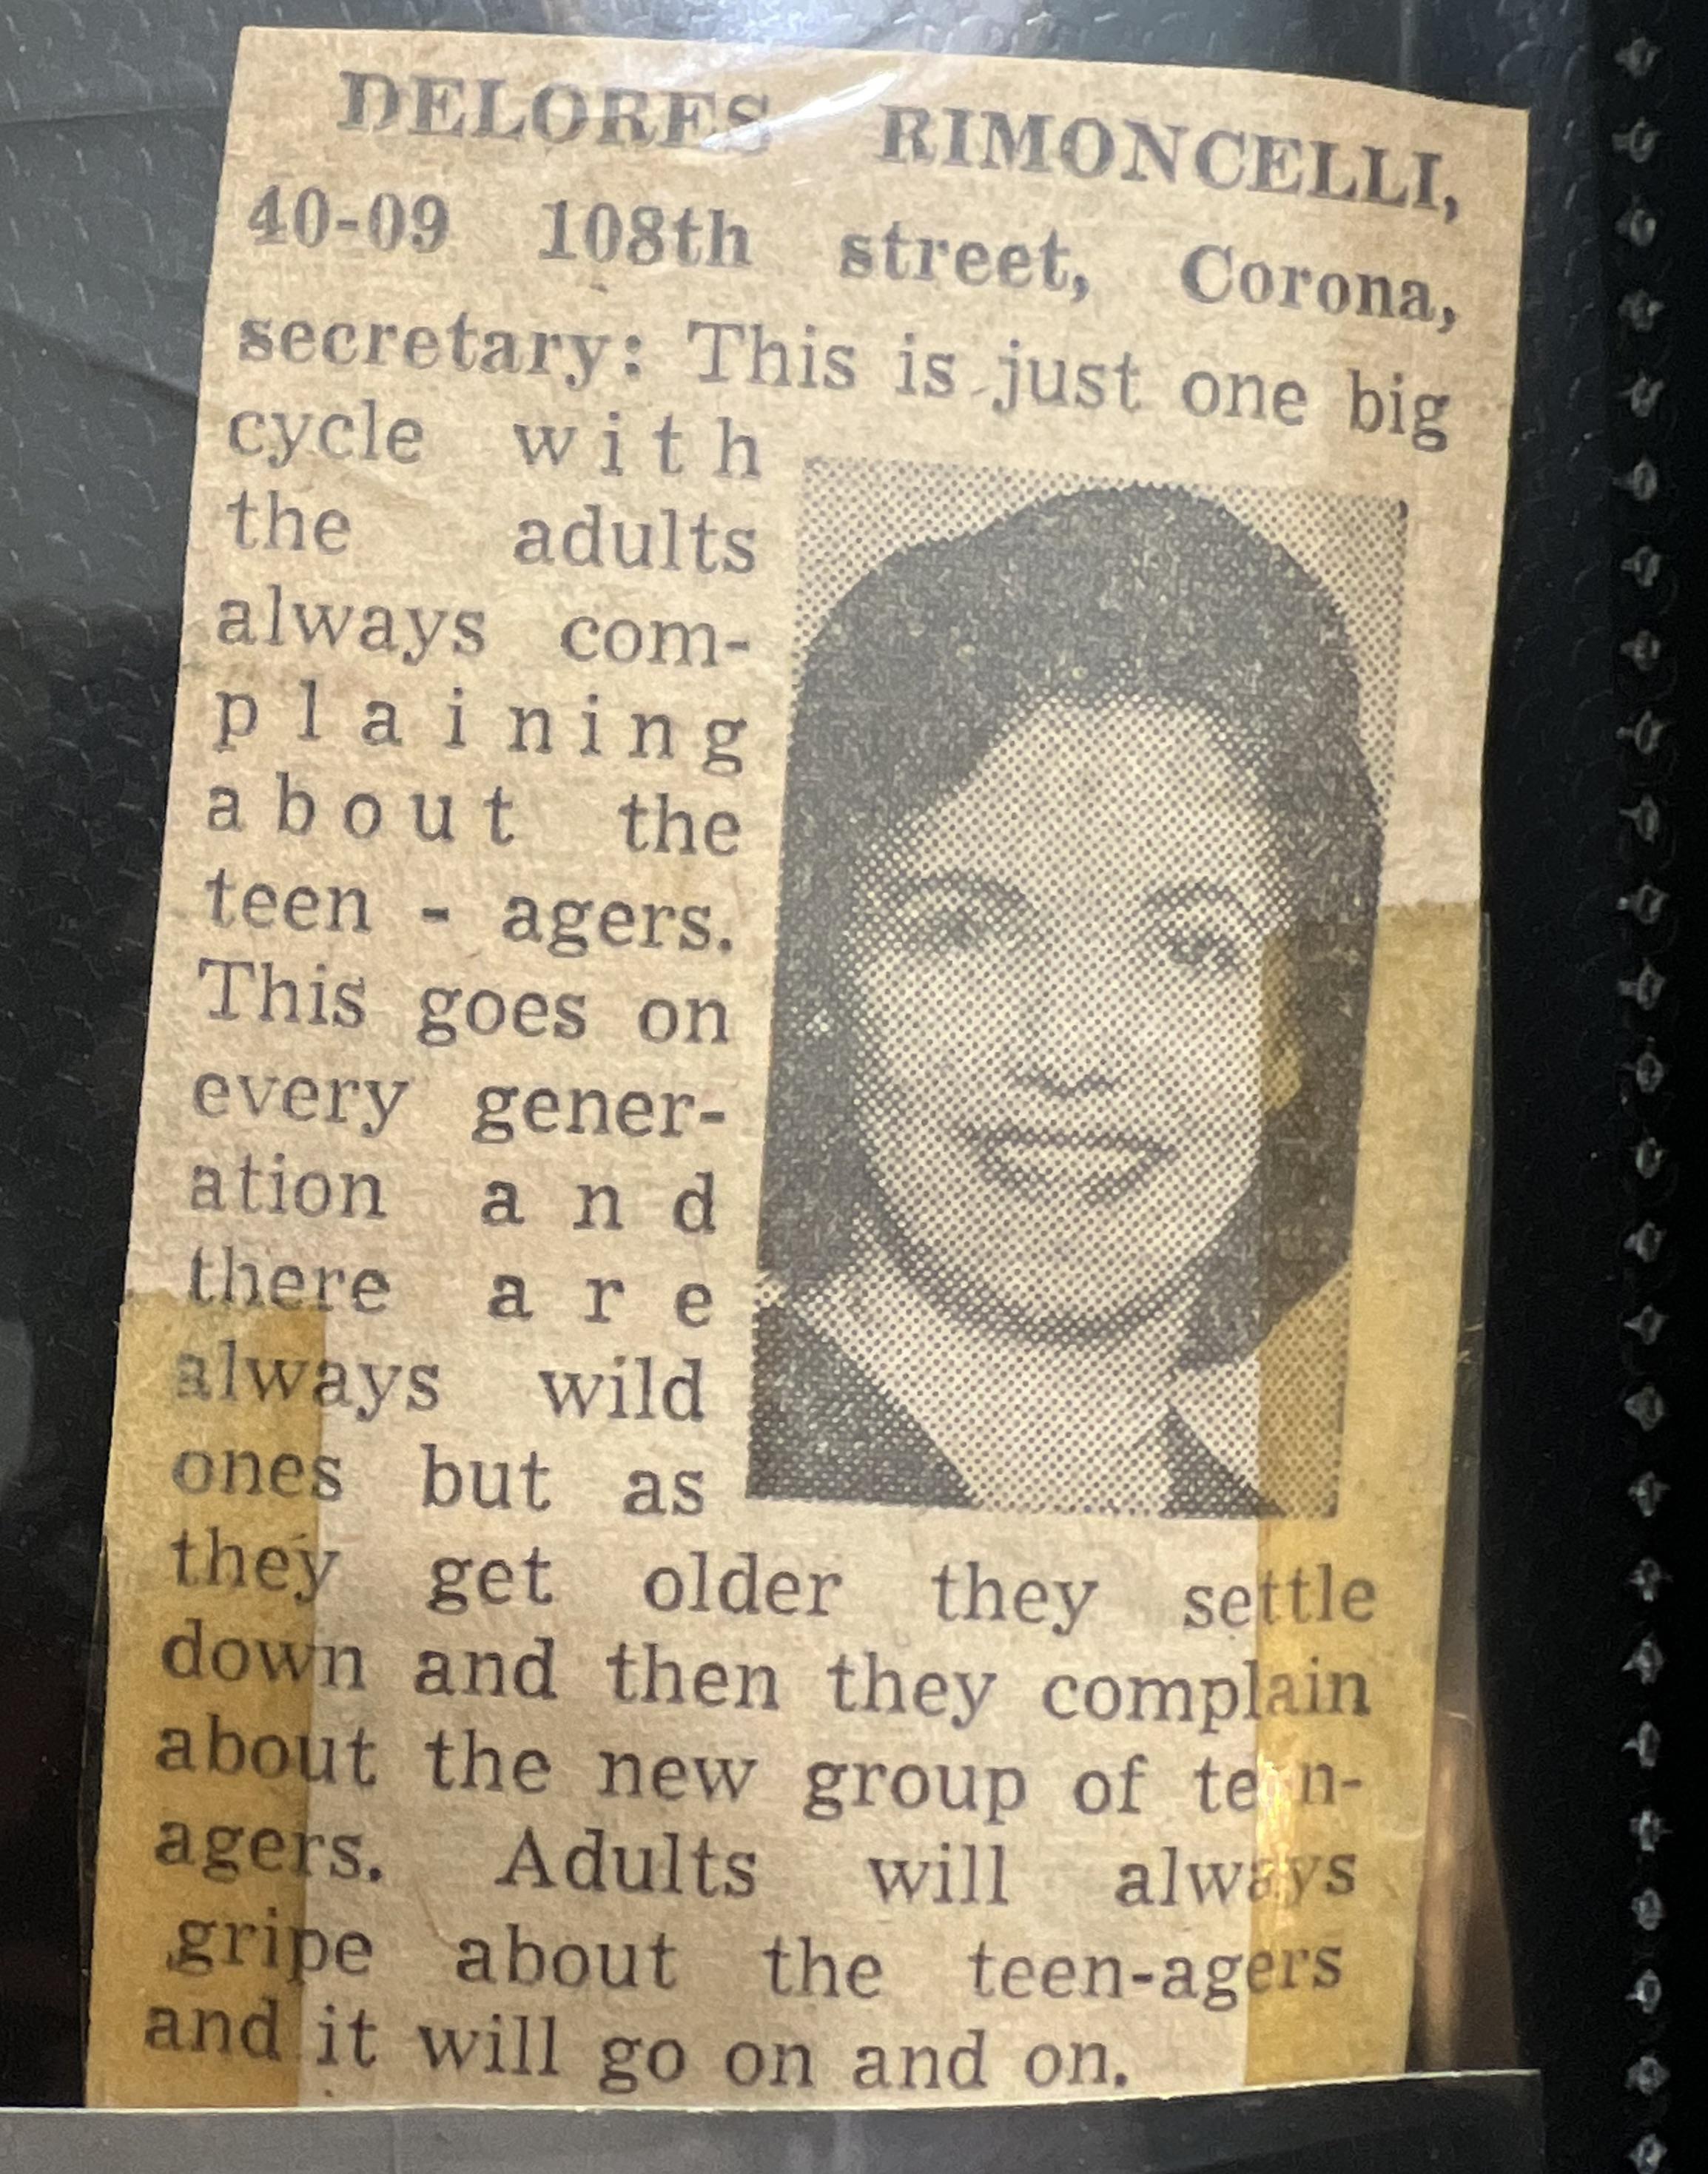 DELORES RIMONCELLI,
40-09 108th street, Corona,
secretary: This is just one big
cycle with
the adults
always com-
plaining
about the
teen - agers.
This goes on
every gener-
ation and
there are
always wild
ones but as
they get older they settle
down and then they complain
about the new group of teen-
agers. Adults will always
gripe about the teen-agers
and it will go on and on.